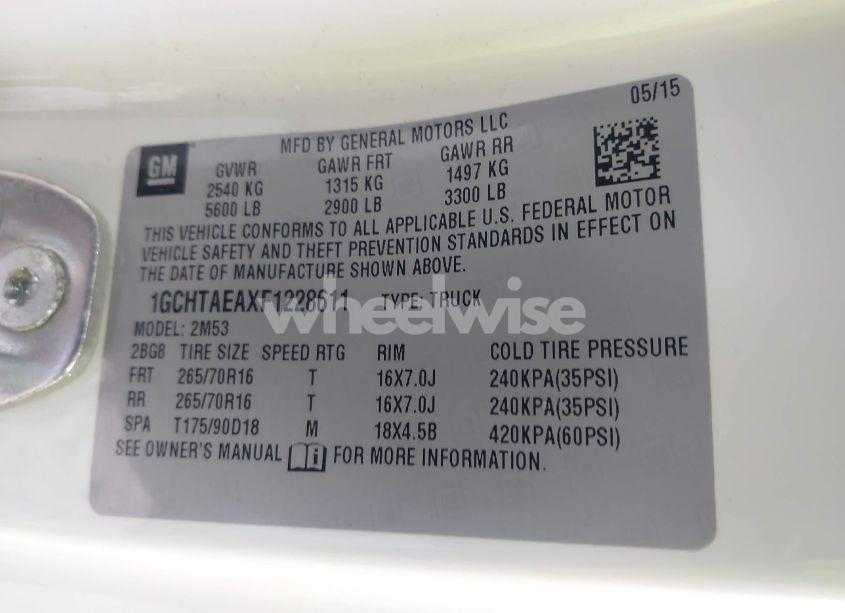 05/15
MFD BY GENERAL MOTORS LLC
GM
GVWR GAWR FRT GAWR RR
2540 KG 1315 KG 1497 KG
5600 LB 2900 LB 3300 LB
THIS VEHICLE CONFORMS TO ALL APPLICABLE U.S. FEDERAL MOTOR
VEHICLE SAFETY AND THEFT PREVENTION STANDARDS IN EFFECT ON
THE DATE OF MANUFACTURE SHOWN ABOVE.
1GCHTAEAXF1228611 TYPE: TRUCK
wheelwise
MODEL: 2M53
2BG8 TIRE SIZE SPEED RTG RIM COLD TIRE PRESSURE
FRT 265/70R16 T 16X7.0J 240KPA(35PSI)
RR 265/70R16 T 16X7.0J 240KPA(35PSI)
SPA T175/90D18 M 18X4.5B 420KPA(60PSI)
SEE OWNER'S MANUAL FOR MORE INFORMATION.